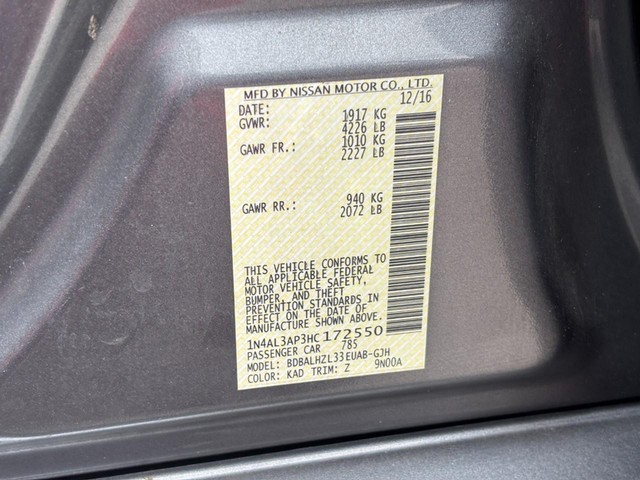 MFD BY NISSAN MOTOR CO., LTD.
DATE: 12/16
GVWR: 1917 KG
4226 LB
GAWR FR.: 1010 KG
2227 LB
GAWR RR.: 940 KG
2072 LB
THIS VEHICLE CONFORMS TO
ALL APPLICABLE FEDERAL
MOTOR VEHICLE SAFETY,
BUMPER, AND THEFT
PREVENTION STANDARDS IN
EFFECT ON THE DATE OF
MANUFACTURE SHOWN ABOVE.
1N4AL3AP3HC172550
PASSENGER CAR 785
MODEL: BDBALHZL33EUAB-GJH
COLOR: KAD TRIM: Z 9N00A